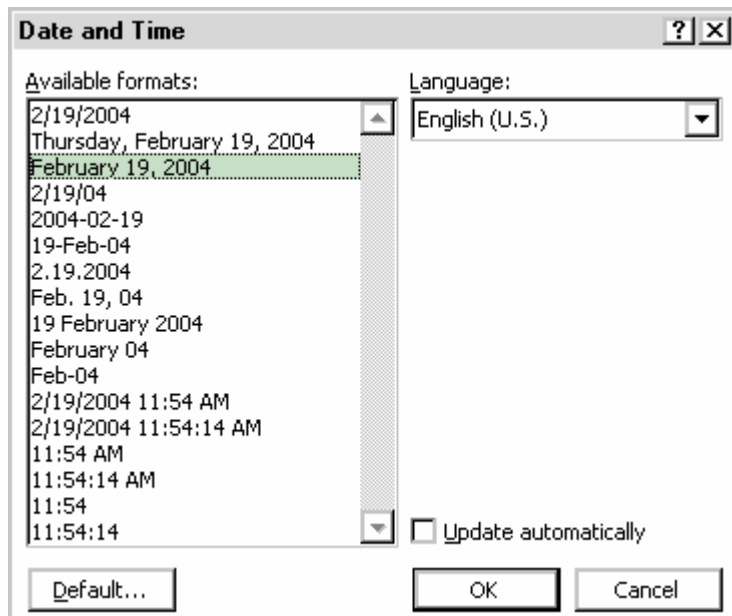 Date and Time
Available formats:
2/19/2004
Thursday, February 19, 2004
February 19, 2004
2/19/04
2004-02-19
19-Feb-04
2.19.2004
Feb. 19, 04
19 February 2004
February 04
Feb-04
2/19/2004 11:54 AM
2/19/2004 11:54:14 AM
11:54 AM
11:54:14 AM
11:54
11:54:14
Language:
English (U.S.)
Update automatically
Default...
OK
Cancel